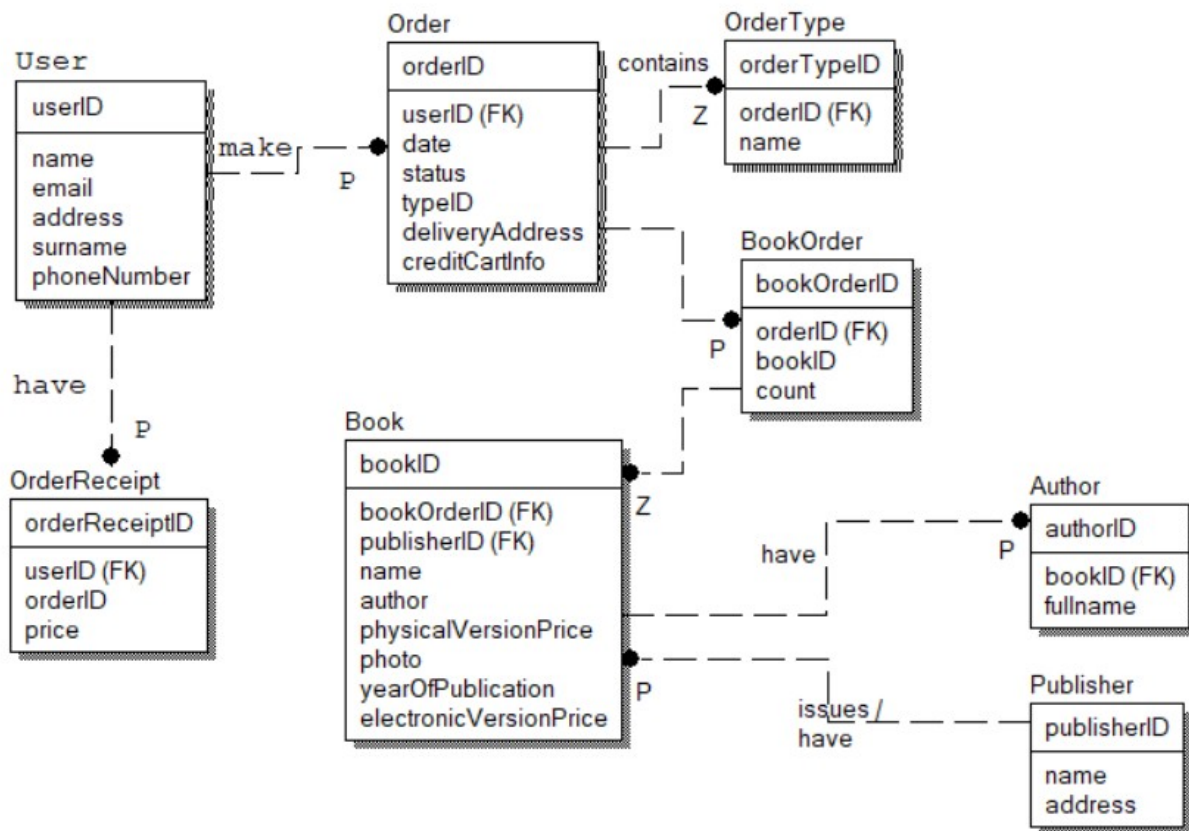 User
userID
name
email
address
surname
phoneNumber
make
P
Order
orderID
userID (FK)
date
status
typeID
deliveryAddress
creditCartInfo
contains
Z
OrderType
orderTypeID
orderID (FK)
name
P
BookOrder
bookOrderID
orderID (FK)
bookID
count
have
P
OrderReceipt
orderReceiptID
userID (FK)
orderID
price
Z
Book
bookID
bookOrderID (FK)
publisherID (FK)
name
author
physicalVersionPrice
photo
yearOfPublication
electronicVersionPrice
have
P
Author
authorID
bookID (FK)
fullname
P
issues /
have
Publisher
publisherID
name
address